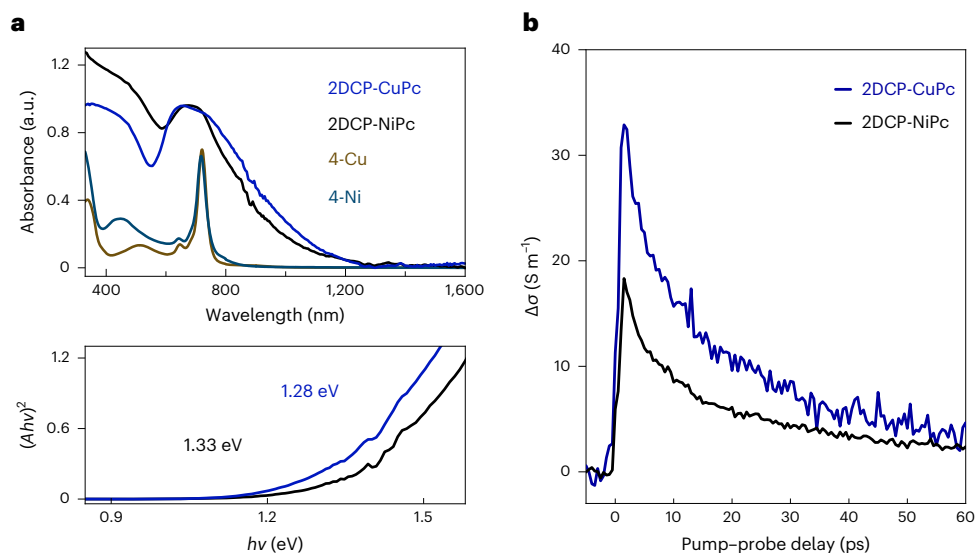 a
Absorbance (a.u.)
1.2
0.8
0.4
0
2DCP-CuPc
2DCP-NiPc
4-Cu
4-Ni
400
800
1,200
1,600
Wavelength (nm)
(Ahν)2
1.2
0.6
0
1.28 eV
1.33 eV
0.9
1.2
1.5
hν (eV)
b
Δσ (S m−1)
40
30
20
10
0
2DCP-CuPc
2DCP-NiPc
0
10
20
30
40
50
60
Pump–probe delay (ps)